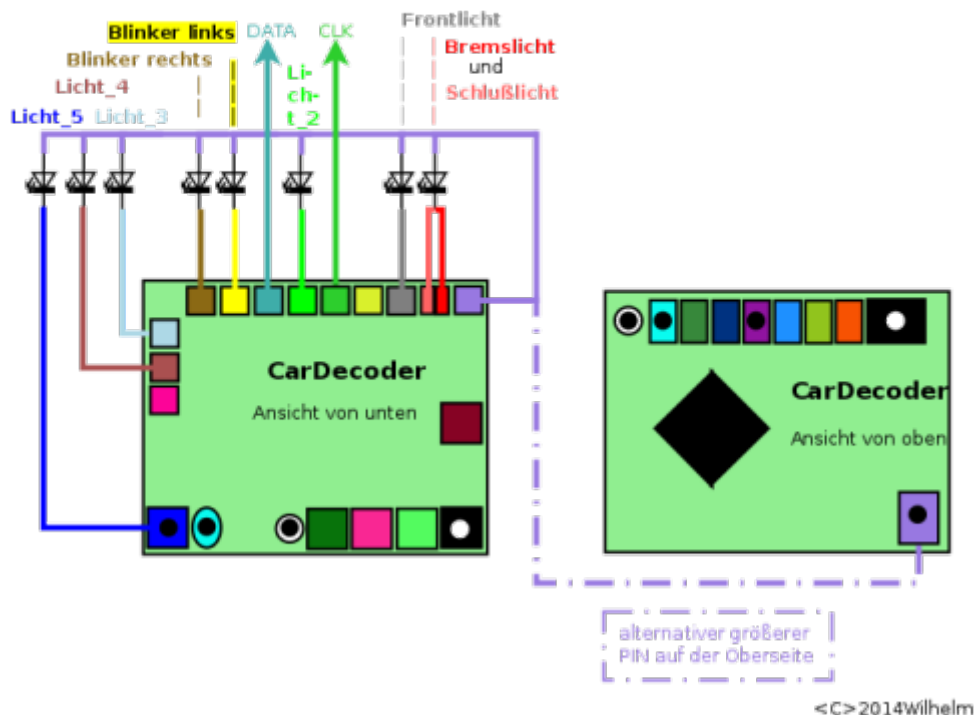 Frontlicht
Blinker links DATA CLK
Bremslicht
und
Schlußlicht
Blinker rechts
Li-
ch-
t_2
Licht_4
Licht_5 Licht_3
CarDecoder
Ansicht von unten
CarDecoder
Ansicht von oben
alternativer größerer
PIN auf der Oberseite
<C>2014Wilhelm